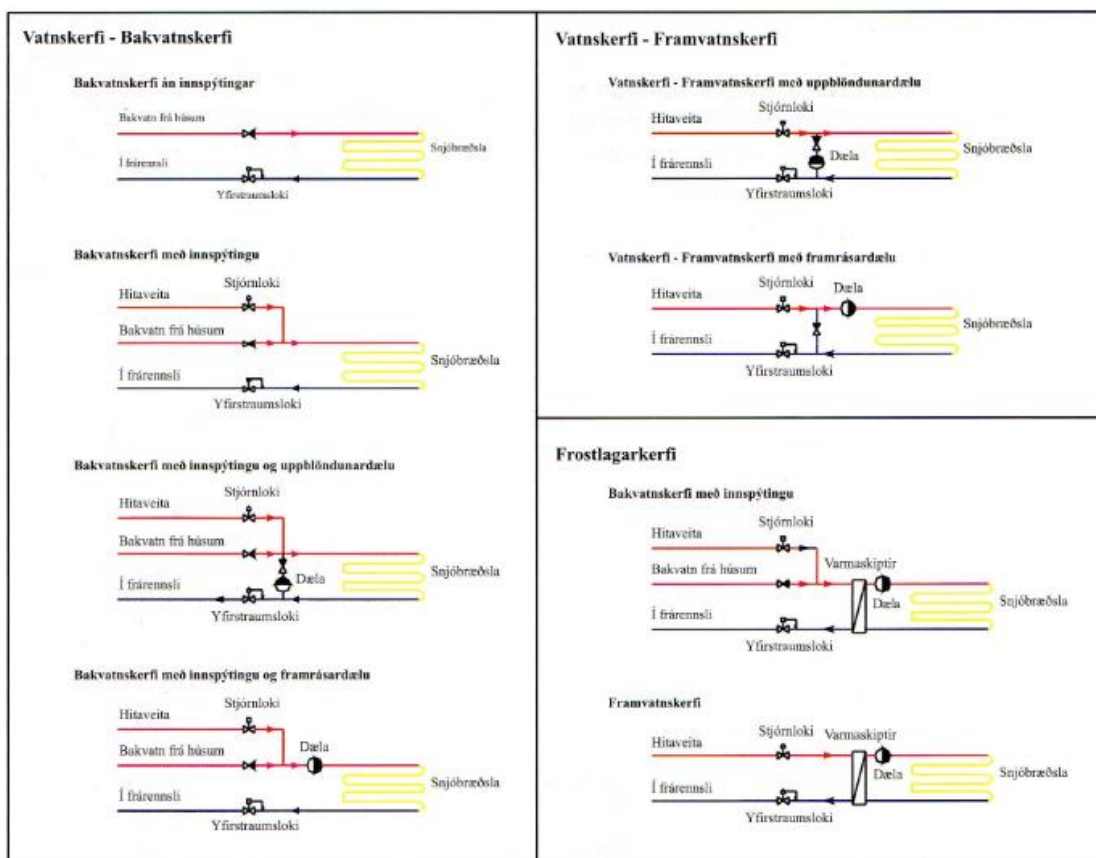 Vatnskerfi - Bakvatnskerfi
Bakvatnskerfi án innspýtingar
Bakvatn frá húsum
Snjóbræðsla
Í frárennsli
Yfirstraumsloki
Bakvatnskerfi með innspýtingu
Stjórnloki
Hitaveita
Bakvatn frá húsum
Snjóbræðsla
Í frárennsli
Yfirstraumsloki
Bakvatnskerfi með innspýtingu og uppblöndunardælu
Stjórnloki
Hitaveita
Bakvatn frá húsum
Snjóbræðsla
Í frárennsli
Dæla
Yfirstraumsloki
Bakvatnskerfi með innspýtingu og framrásardælu
Stjórnloki
Hitaveita
Dæla
Bakvatn frá húsum
Snjóbræðsla
Í frárennsli
Yfirstraumsloki
Vatnskerfi - Framvatnskerfi
Vatnskerfi - Framvatnskerfi með uppblöndunardælu
Stjórnloki
Hitaveita
Snjóbræðsla
Dæla
Í frárennsli
Yfirstraumsloki
Vatnskerfi - Framvatnskerfi með framrásardælu
Stjórnloki
Dæla
Hitaveita
Snjóbræðsla
Í frárennsli
Yfirstraumsloki
Frostlagarkerfi
Bakvatnskerfi með innspýtingu
Stjórnloki
Hitaveita
Varmaskiptir
Bakvatn frá húsum
Dæla
Snjóbræðsla
Í frárennsli
Yfirstraumsloki
Framvatnskerfi
Stjórnloki
Varmaskiptir
Hitaveita
Dæla
Snjóbræðsla
Í frárennsli
Yfirstraumsloki